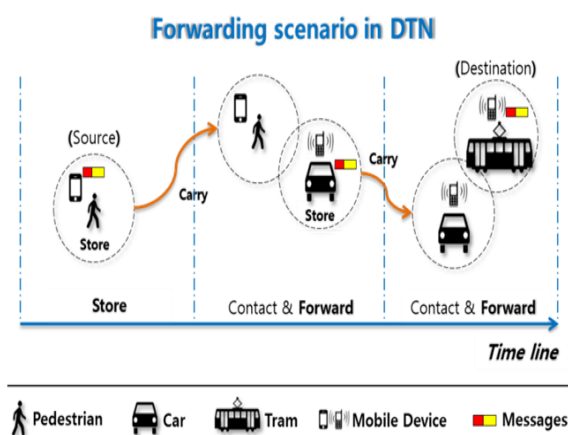 Forwarding scenario in DTN
(Source)
Store
Carry
Store
Carry
(Destination)
Store
Contact & Forward
Contact & Forward
Time line
Pedestrian
Car
Tram
Mobile Device
Messages